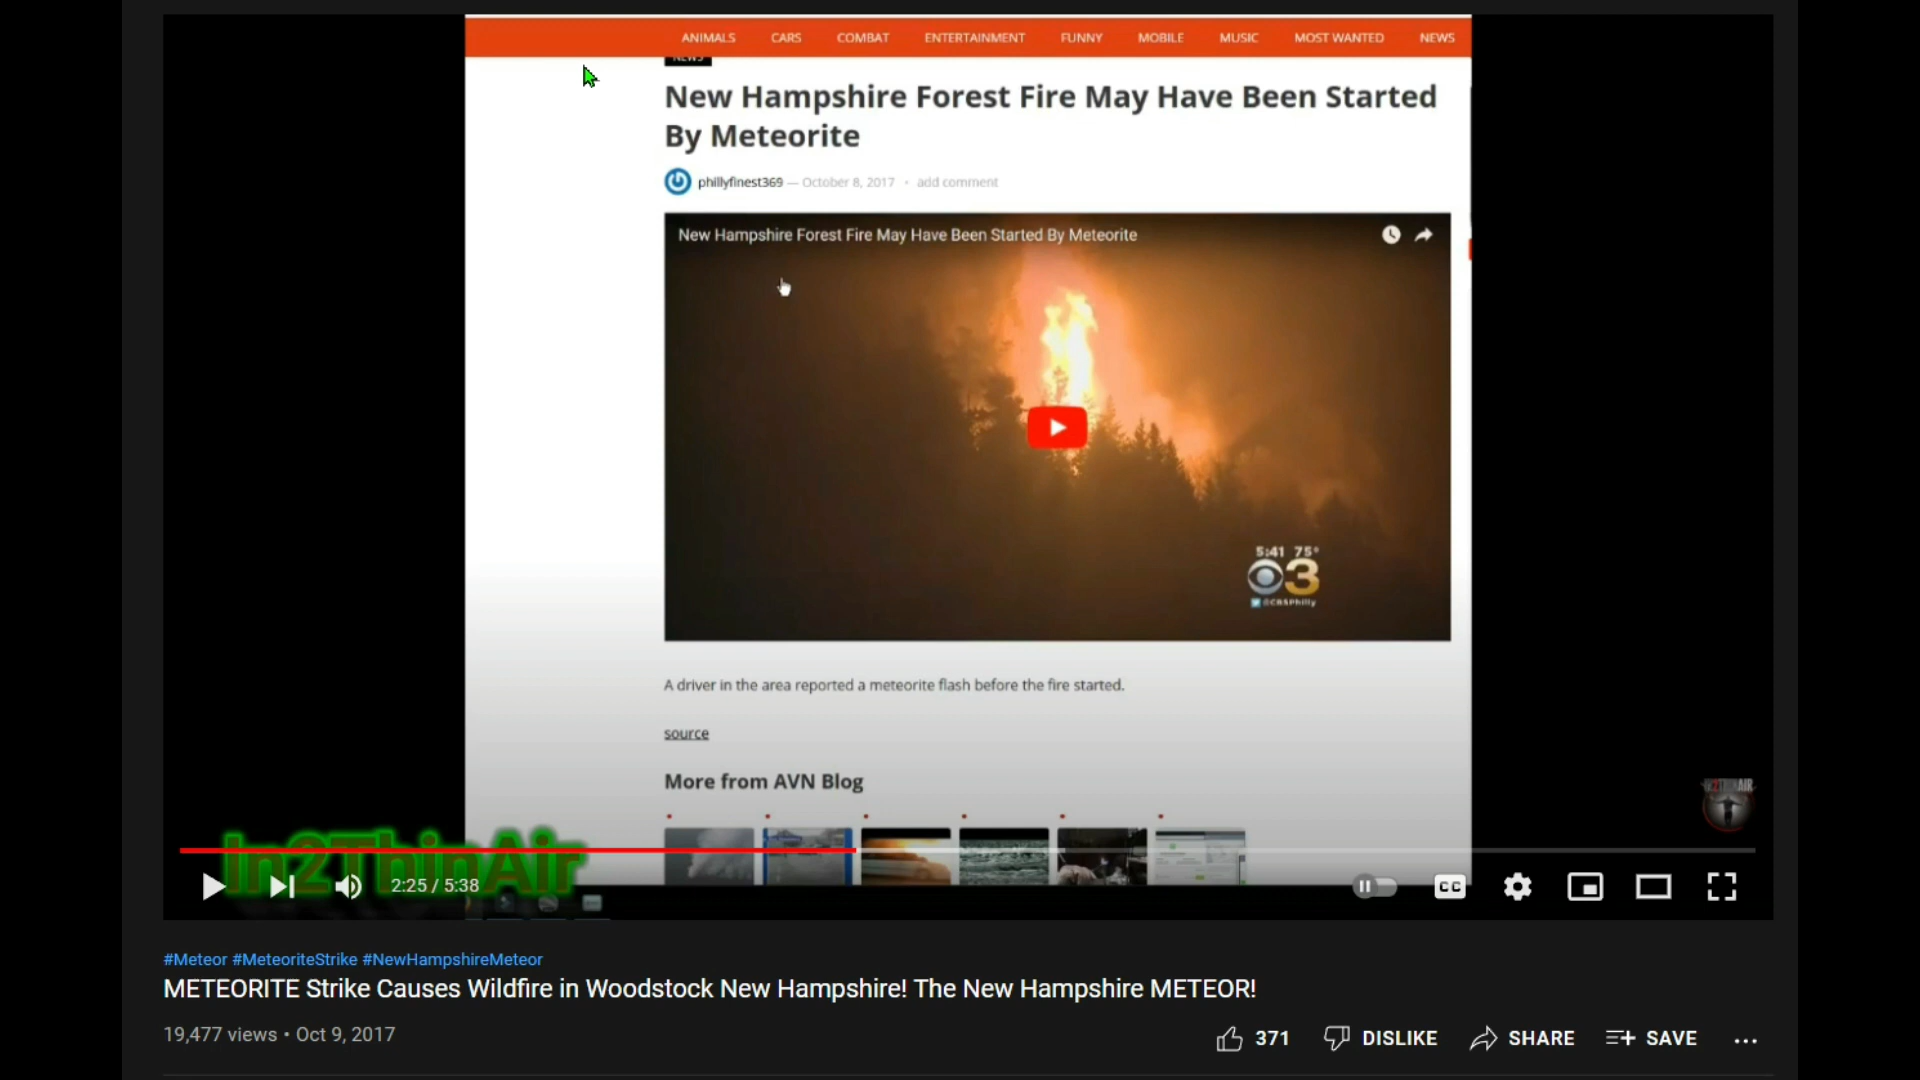 ANIMALS CARS COMBAT ENTERTAINMENT FUNNY MOBILE MUSIC MOST WANTED NEWS
NEWS
New Hampshire Forest Fire May Have Been Started
By Meteorite
phillyfinest369 — October 8, 2017 • add comment
New Hampshire Forest Fire May Have Been Started By Meteorite
5:41 75°
3
@CBSPhilly
A driver in the area reported a meteorite flash before the fire started.
source
More from AVN Blog
IN2THINAIR
In2ThinAir
2:25 / 5:38
CC
#Meteor #MeteoriteStrike #NewHampshireMeteor
METEORITE Strike Causes Wildfire in Woodstock New Hampshire! The New Hampshire METEOR!
19,477 views • Oct 9, 2017
371 DISLIKE SHARE SAVE